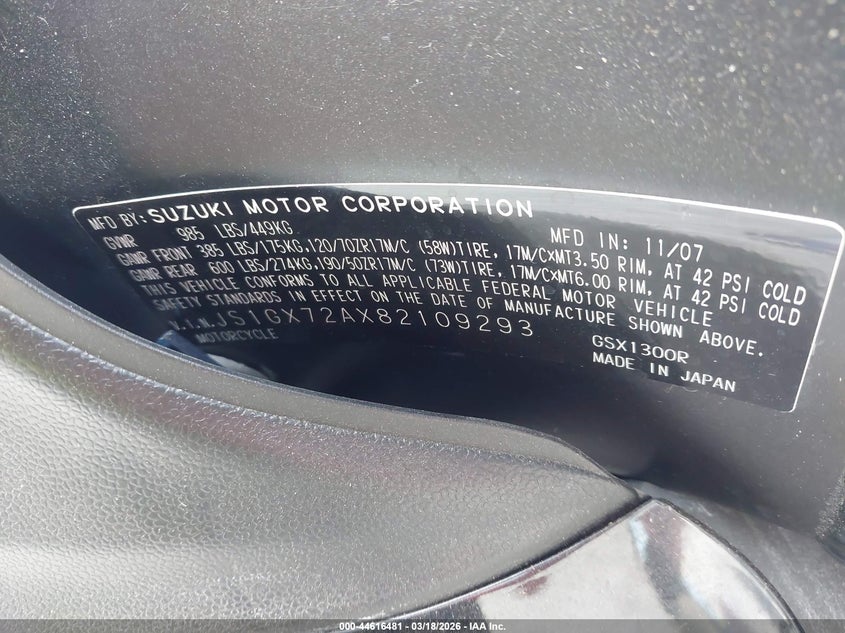 MFD BY: SUZUKI MOTOR CORPORATION
GVWR 985 LBS/449KG MFD IN: 11/07
GAWR FRONT 385 LBS/175KG,120/70ZR17M/C (58W)TIRE, 17M/C×MT3.50 RIM, AT 42 PSI COLD
GAWR REAR 600 LBS/274KG,190/50ZR17M/C (73W)TIRE, 17M/C×MT6.00 RIM, AT 42 PSI COLD
THIS VEHICLE CONFORMS TO ALL APPLICABLE FEDERAL MOTOR VEHICLE
SAFETY STANDARDS IN EFFECT ON THE DATE OF MANUFACTURE SHOWN ABOVE.
V.I.N.JS1GX72AX82109293 GSX1300R
MOTORCYCLE MADE IN JAPAN
000-44616481 - 03/18/2026 - IAA Inc.